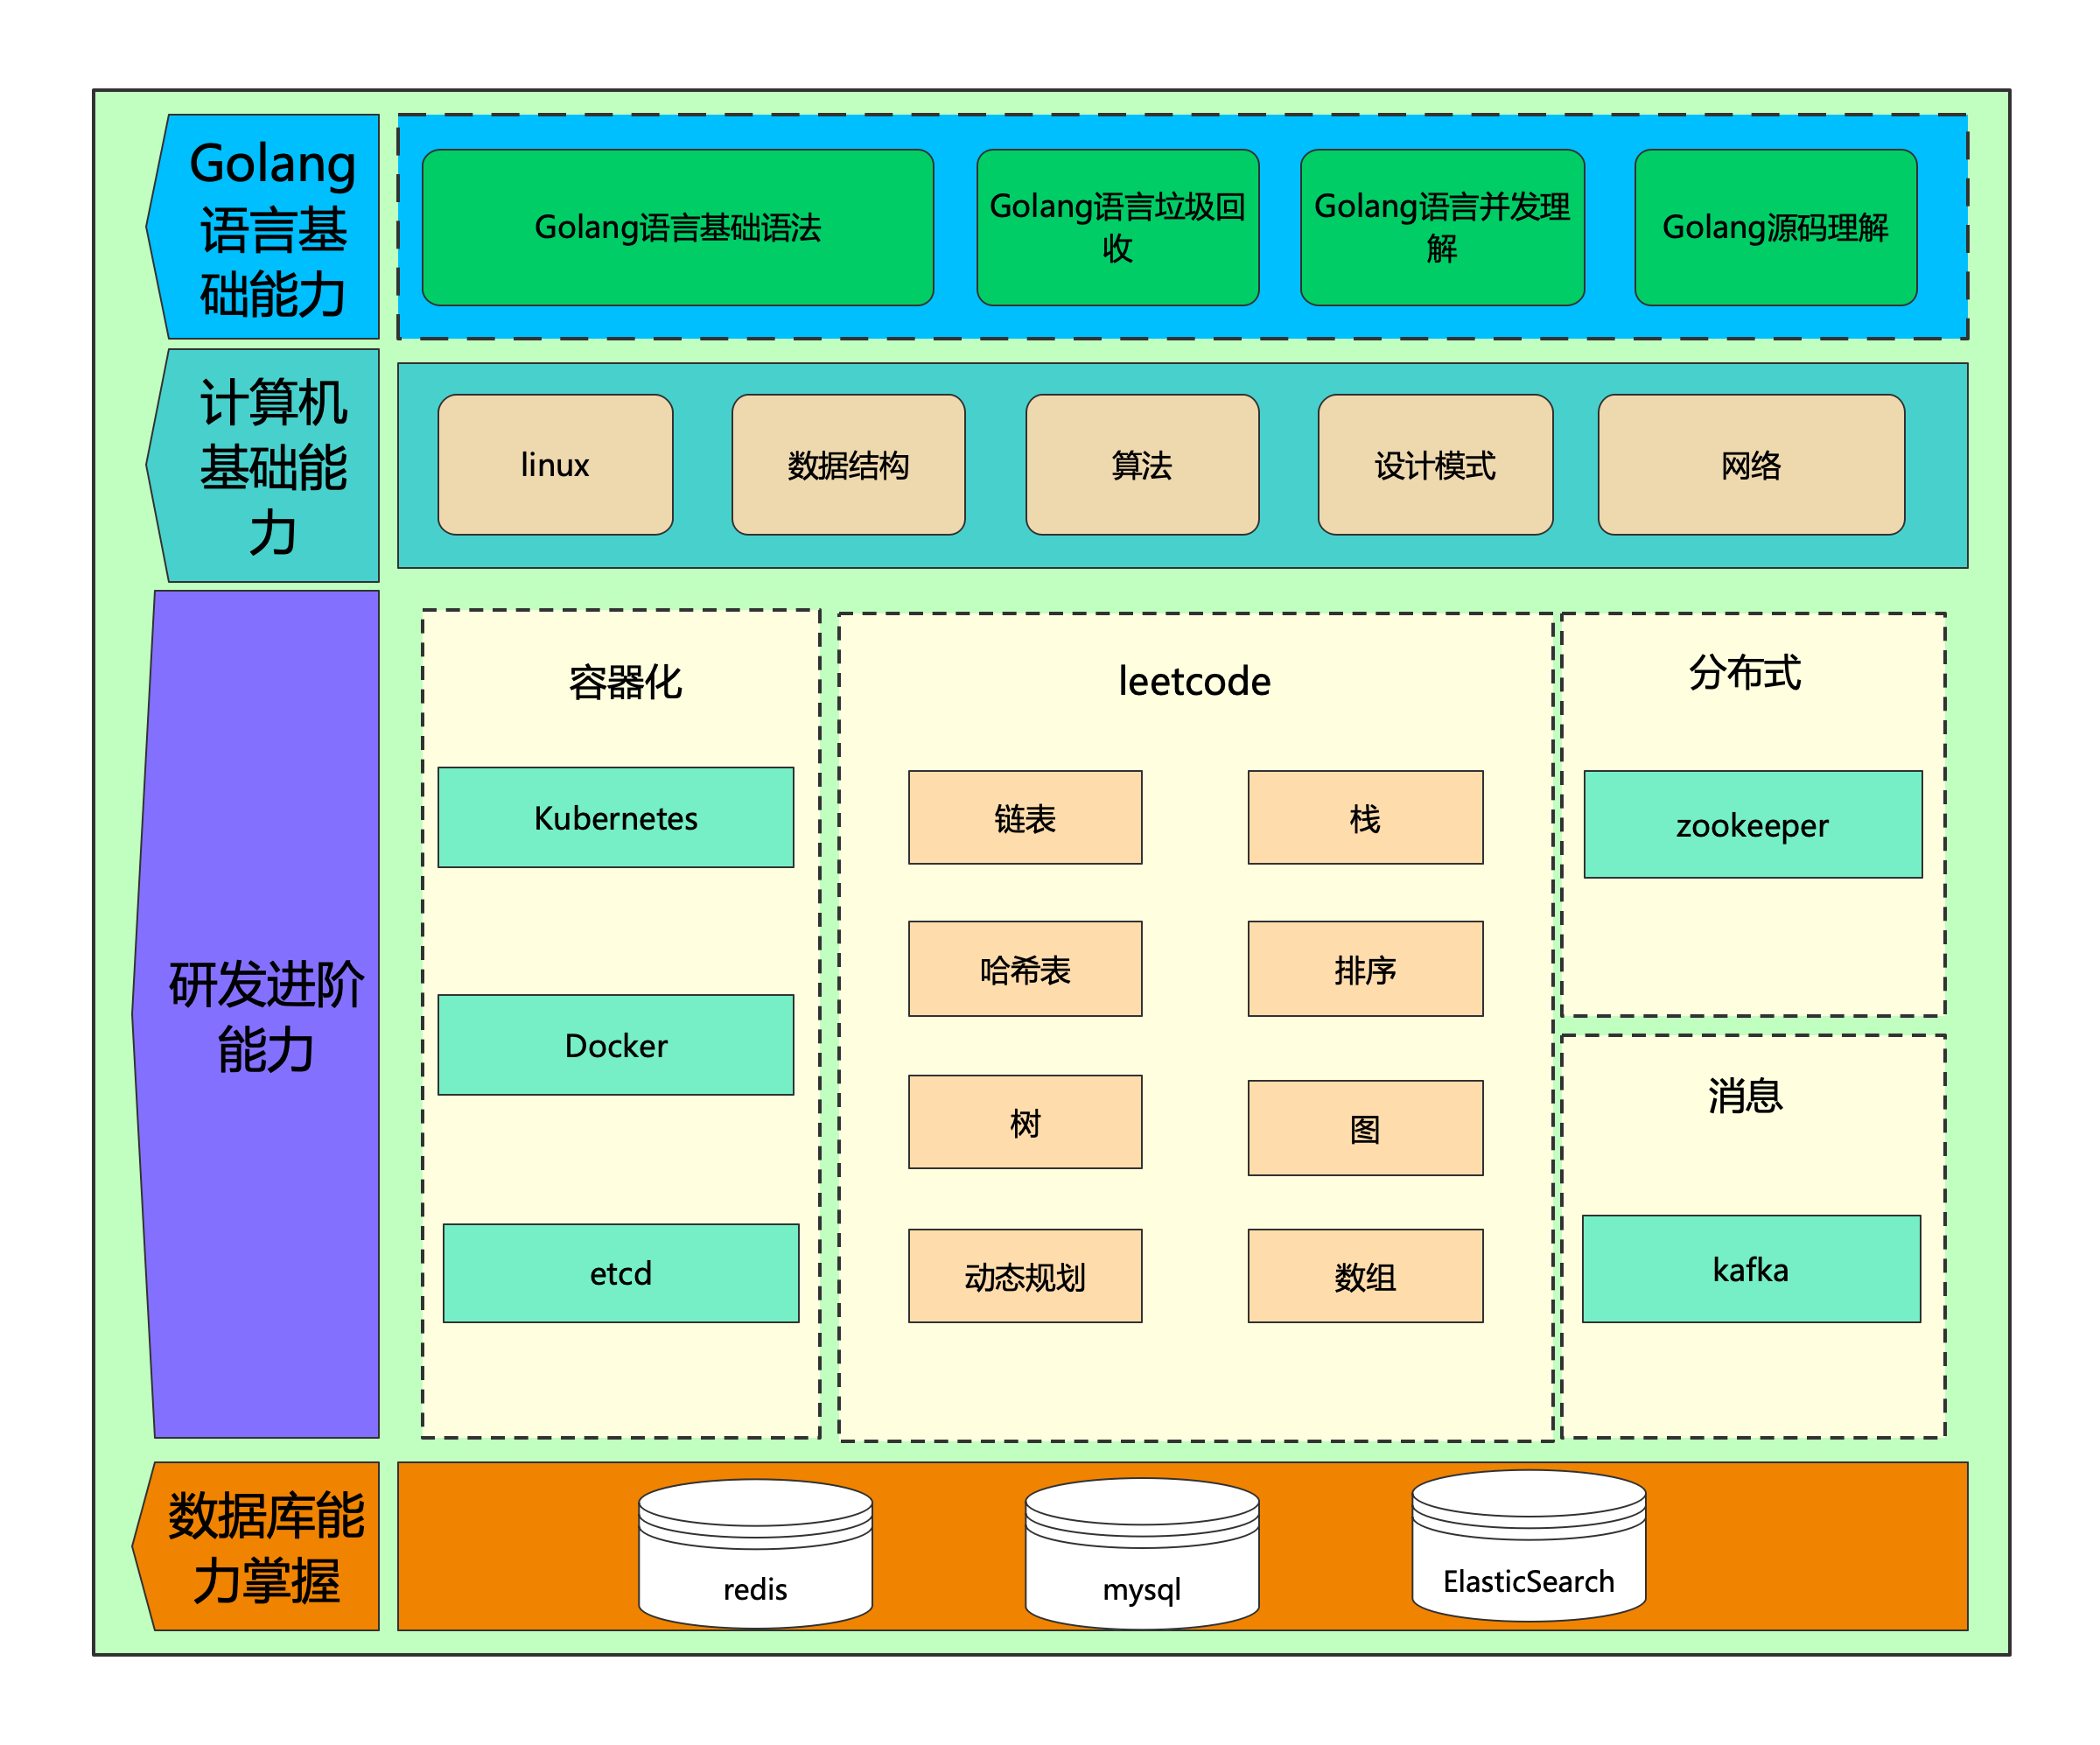 Golang
语言基
础能力
Golang语言基础语法
Golang语言垃圾回
收
Golang语言并发理
解
Golang源码理解
计算机
基础能
力
linux
数据结构
算法
设计模式
网络
研发进阶
能力
容器化
Kubernetes
Docker
etcd
leetcode
链表
栈
哈希表
排序
树
图
动态规划
数组
分布式
zookeeper
消息
kafka
数据库能
力掌握
redis
mysql
ElasticSearch